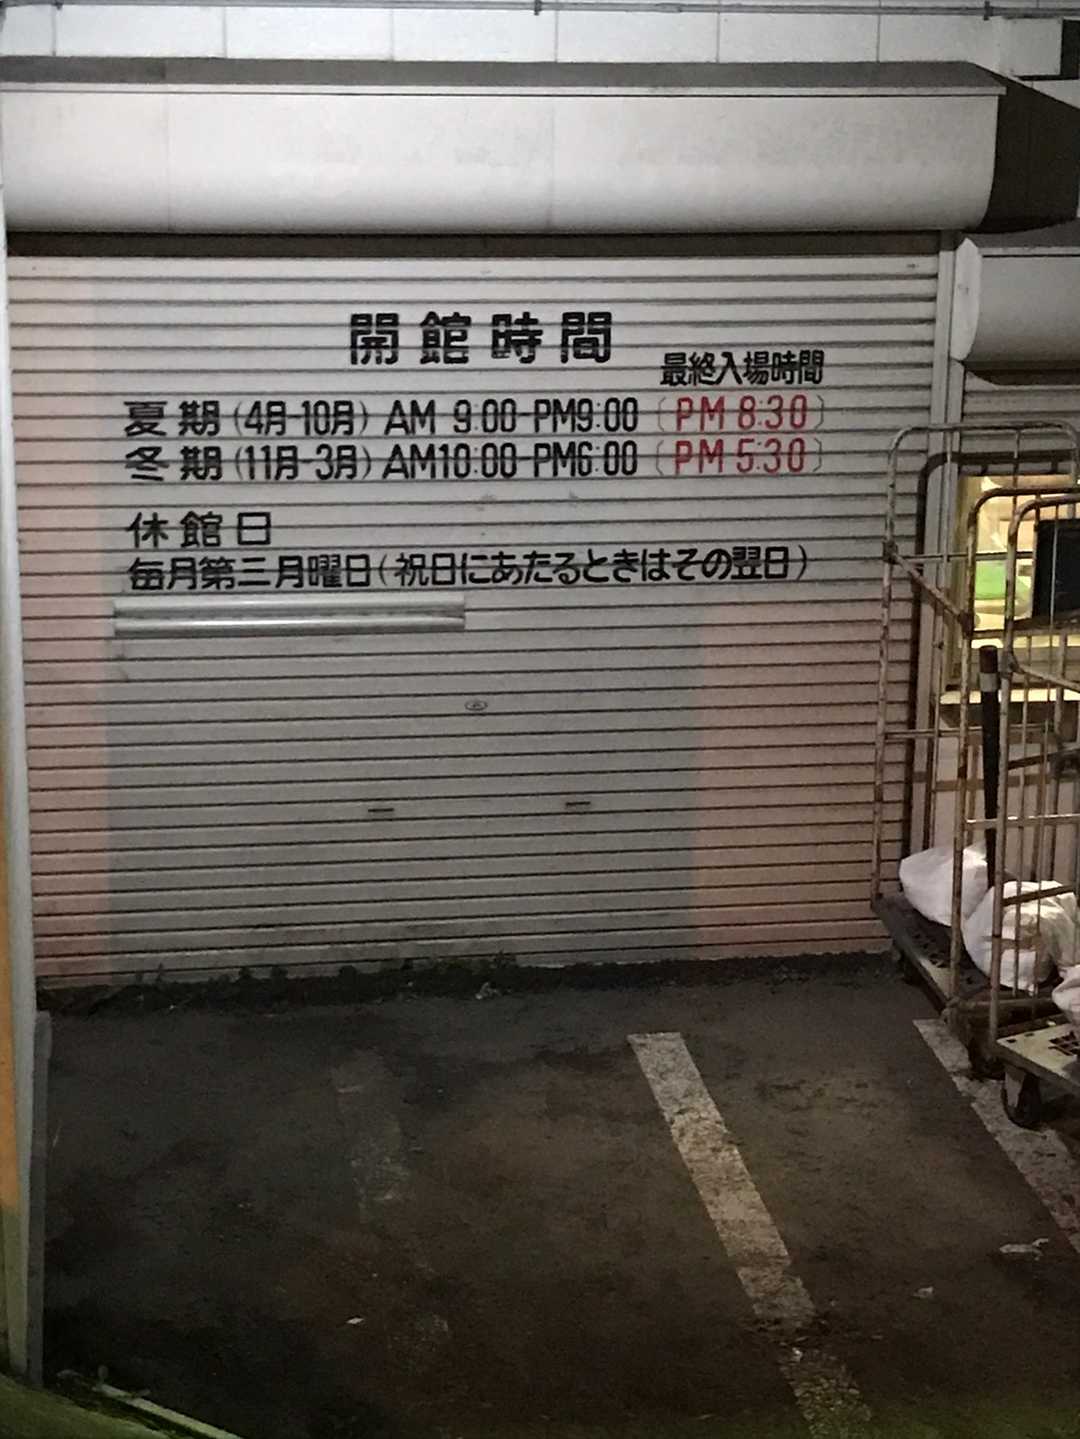 開館時間
最終入場時間
夏期(4月-10月) AM 9:00-PM9:00 〔PM 8:30〕
冬期(11月-3月) AM10:00-PM6:00 〔PM 5:30〕
休館日
毎月第三月曜日(祝日にあたるときはその翌日)